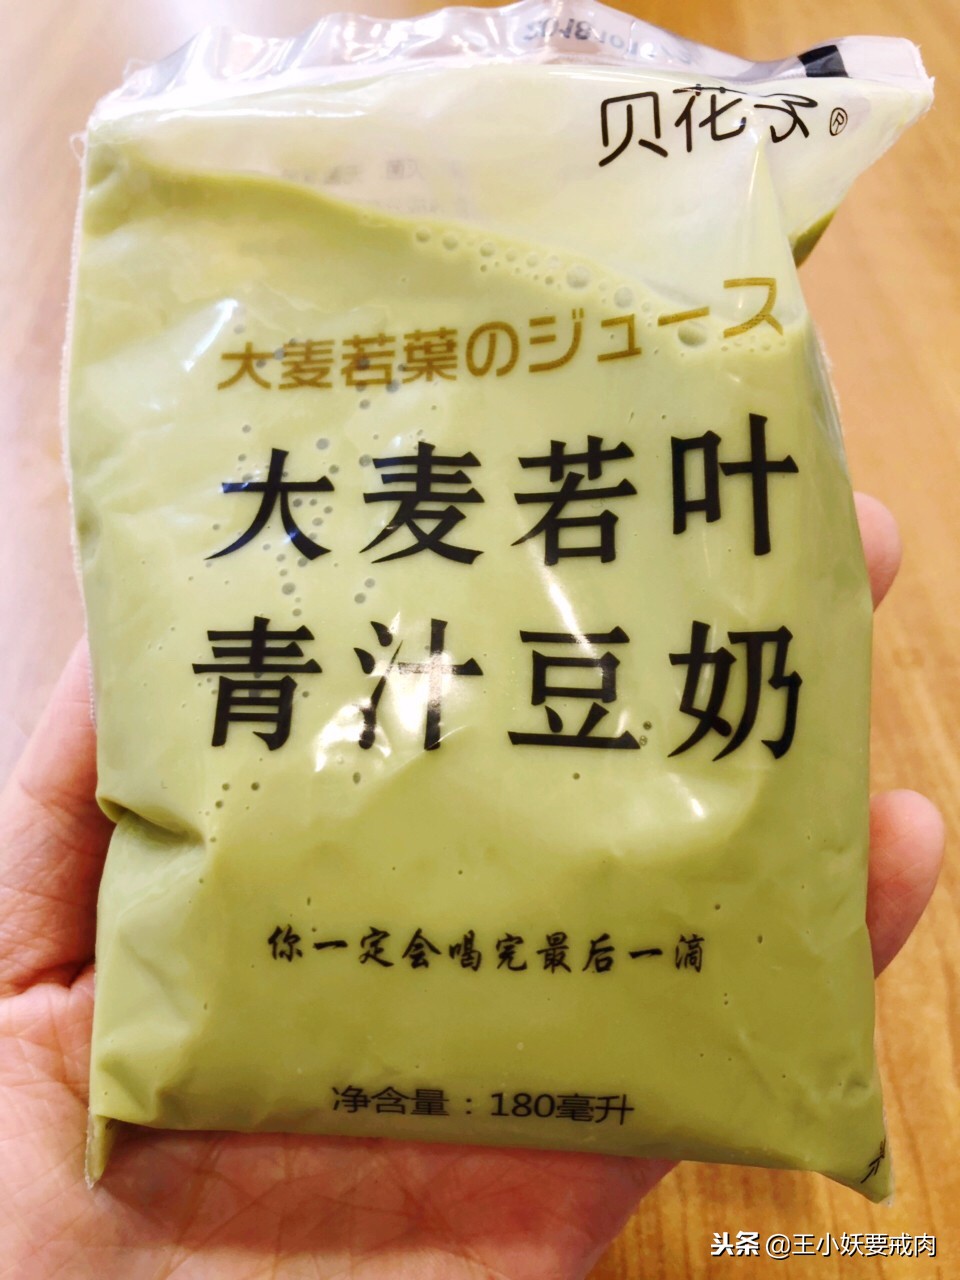 贝花子®
大麦若葉のジュース
大麦若叶
青汁豆奶
你一定会喝完最后一滴
净含量：180毫升
头条 @王小妖要戒肉